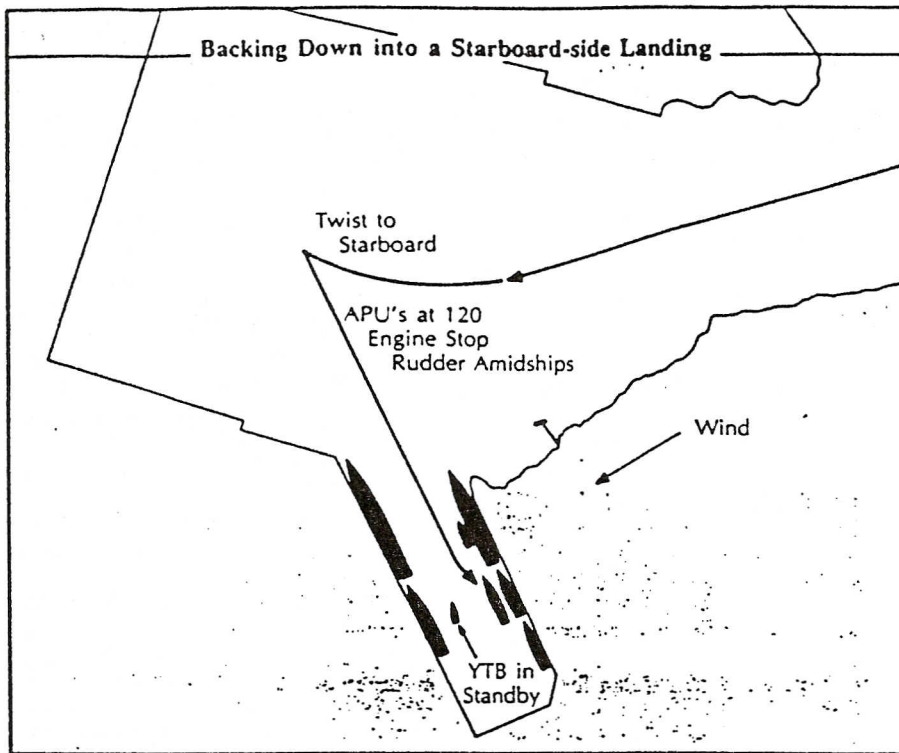 Backing Down into a Starboard-side Landing
Twist to
Starboard
APU's at 120
Engine Stop
Rudder Amidships
Wind
YTB in
Standby